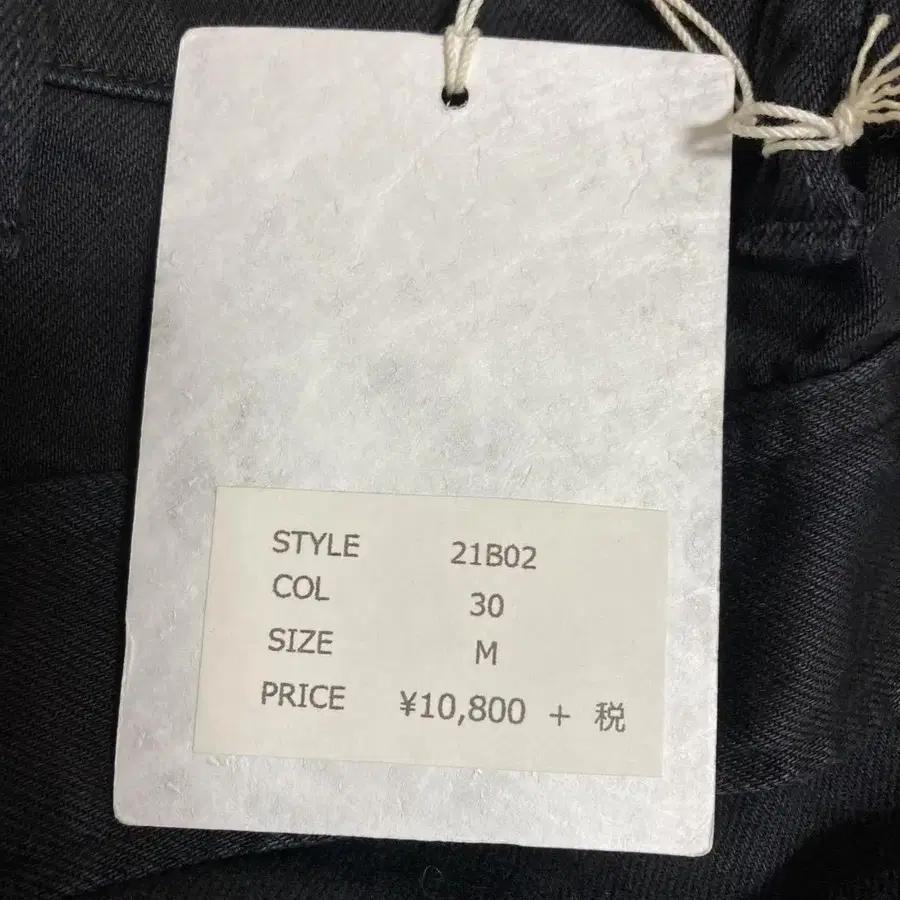 STYLE 21B02
COL 30
SIZE M
PRICE ¥10,800 + 税